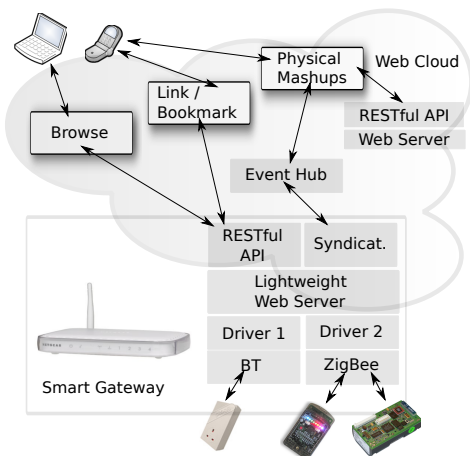 Physical
Mashups
Web Cloud
Link /
Bookmark
RESTful API
Web Server
Browse
Event Hub
RESTful
API
Syndicat.
Lightweight
Web Server
Driver 1
Driver 2
BT
ZigBee
Smart Gateway